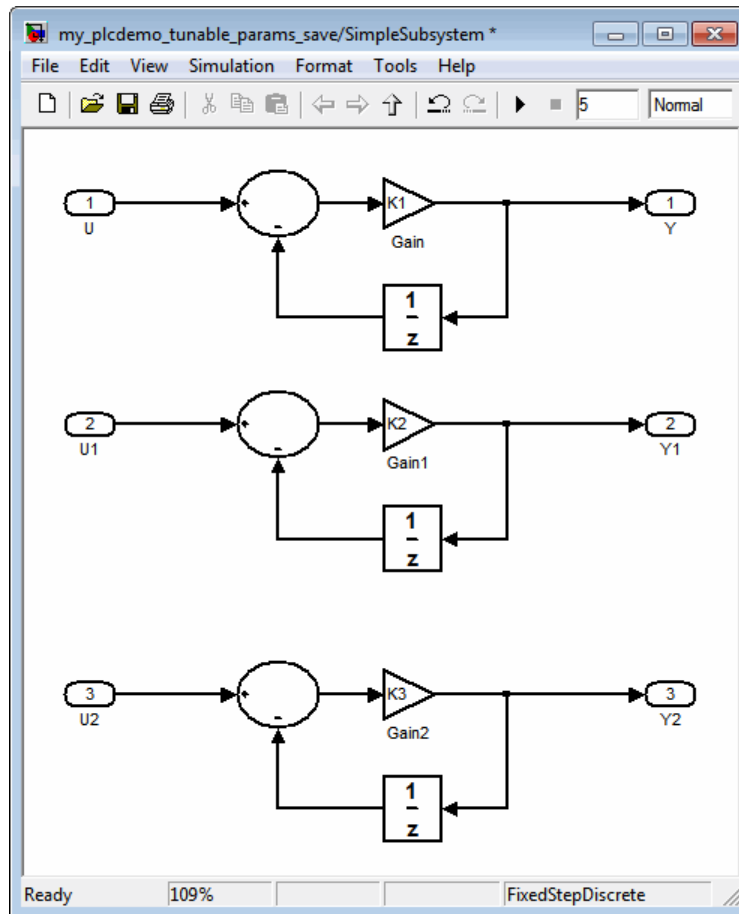 my_plcdemo_tunable_params_save/SimpleSubsystem *
File Edit View Simulation Format Tools Help
5 Normal
1 + K1 1
U - Gain Y
1
z
2 + K2 2
U1 - Gain1 Y1
1
z
3 + K3 3
U2 - Gain2 Y2
1
z
Ready 109% FixedStepDiscrete